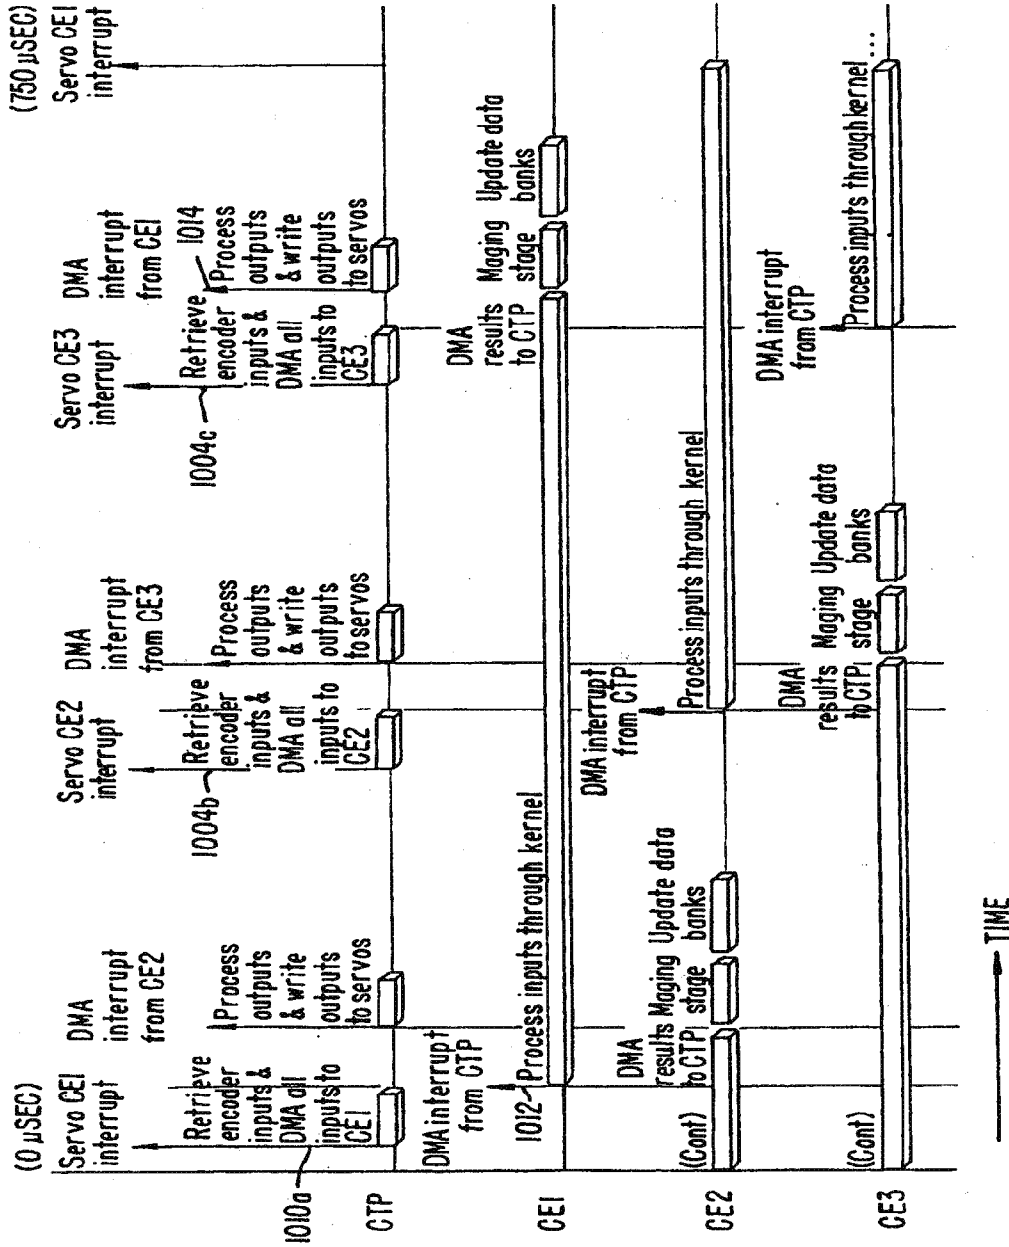 (0 µSEC)
Servo CE1
interrupt
DMA
interrupt
from CE2
Servo CE2
interrupt
DMA
interrupt
from CE3
Servo CE3
interrupt
DMA
interrupt
from CE1
(750 µSEC)
Servo CE1
interrupt
1010a
Retrieve
encoder
inputs &
DMA all
inputs to
CE1
Process
outputs
& write
outputs
to servos
1004b
Retrieve
encoder
inputs &
DMA all
inputs to
CE2
Process
outputs
& write
outputs
to servos
1004c
Retrieve
encoder
inputs &
DMA all
inputs to
CE3
1014
Process
outputs
& write
outputs
to servos
CTP
DMA interrupt
from CTP
1012
Process inputs through kernel
DMA
results
to CTP
Maging
stage
Update data
banks
CE1
(Cont)
DMA
results
to CTP
Maging
stage
Update data
banks
DMA interrupt
from CTP
Process inputs through kernel
CE2
(Cont)
DMA
results
to CTP
Maging
stage
Update data
banks
DMA interrupt
from CTP
Process inputs through kernel
...
CE3
TIME